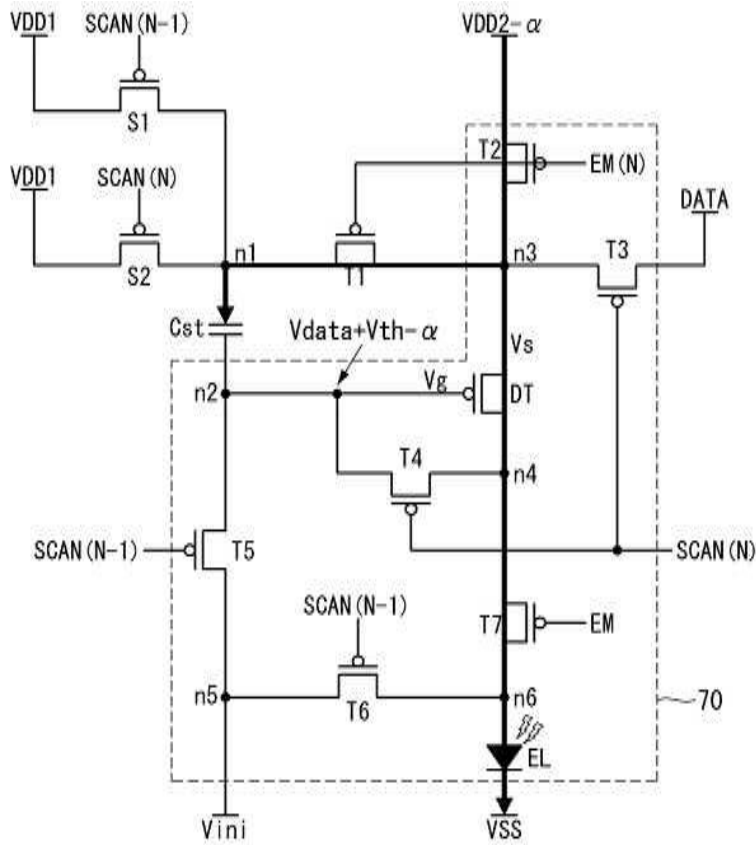 VDD1
SCAN(N-1)
VDD2-α
S1
T2
EM(N)
VDD1
SCAN(N)
DATA
n1
n3
T3
S2
T1
Cst
Vdata+Vth-α
Vs
n2
Vg
DT
T4
n4
SCAN(N-1)
T5
SCAN(N)
SCAN(N-1)
T7
EM
n5
T6
n6
70
EL
Vini
VSS